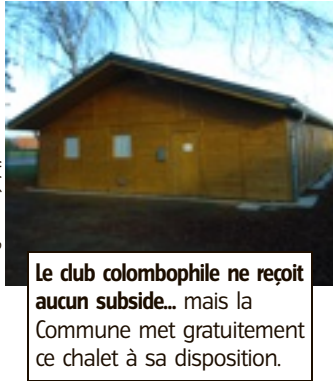 Le club colombophile ne reçoit
aucun subside... mais la
Commune met gratuitement
ce chalet à sa disposition.